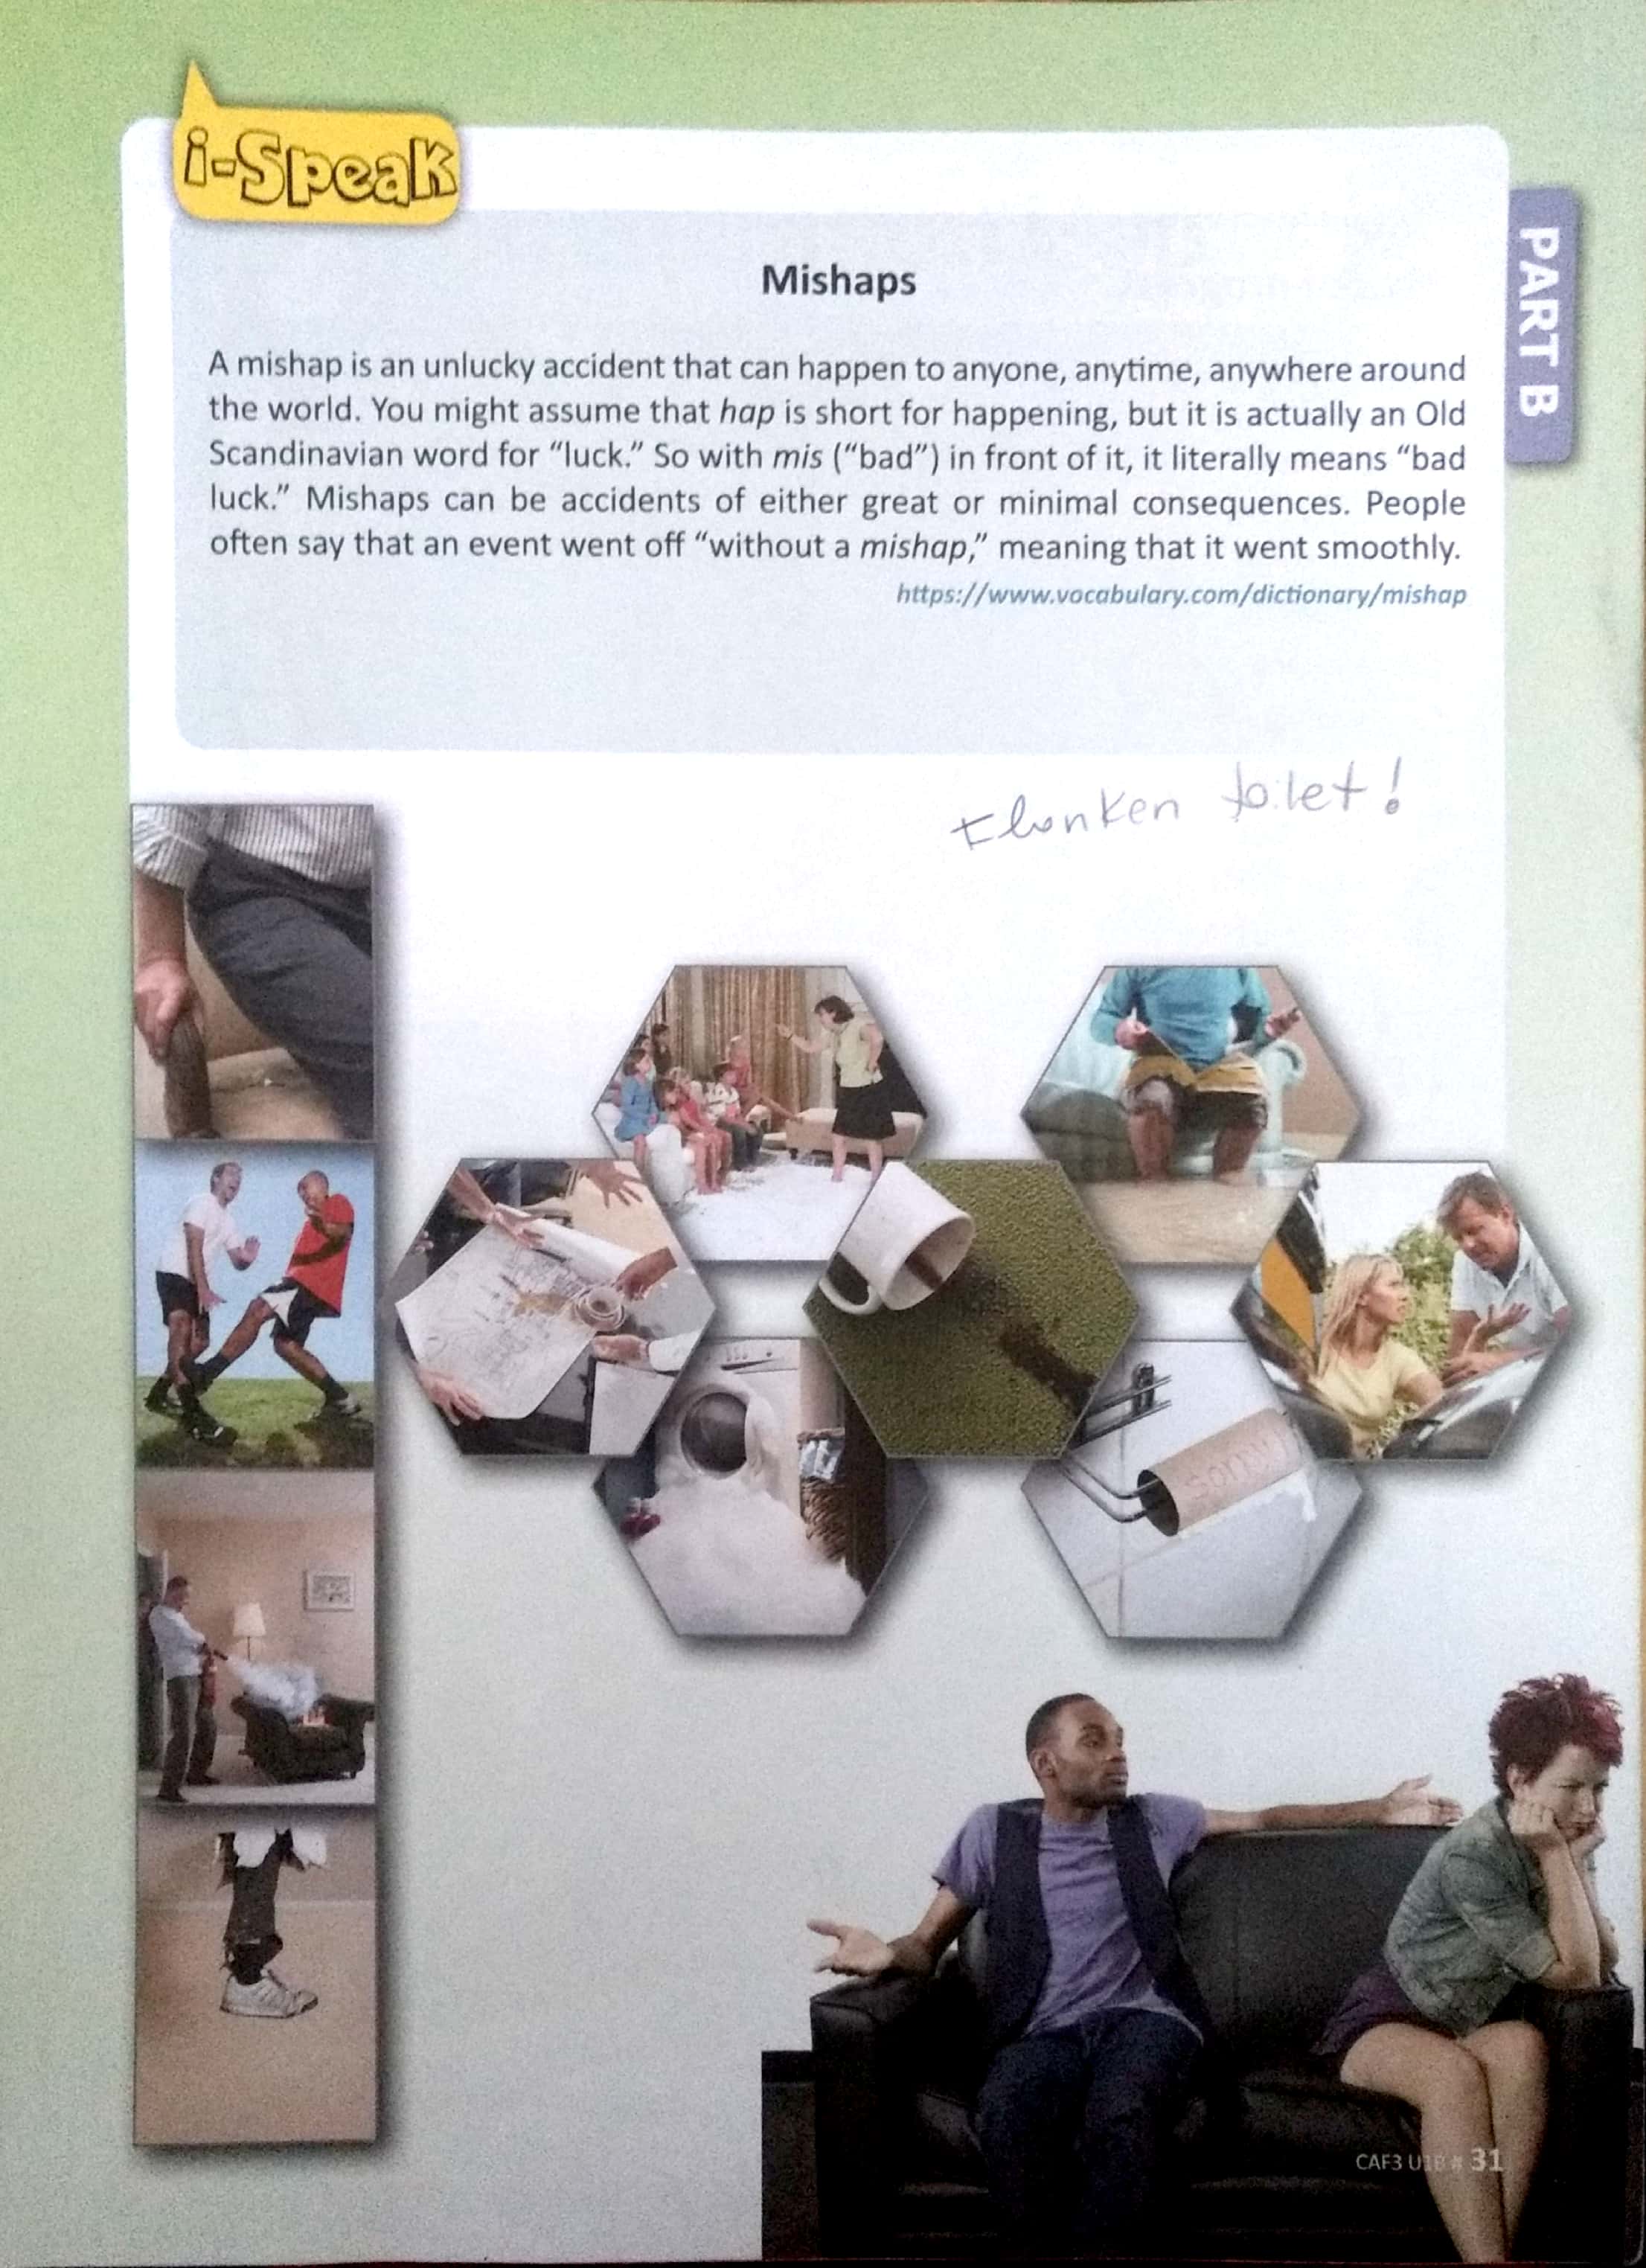 i-Speak
PART B
Mishaps
A mishap is an unlucky accident that can happen to anyone, anytime, anywhere around
the world. You might assume that hap is short for happening, but it is actually an Old
Scandinavian word for “luck.” So with mis (“bad”) in front of it, it literally means “bad
luck.” Mishaps can be accidents of either great or minimal consequences. People
often say that an event went off “without a mishap,” meaning that it went smoothly.
https://www.vocabulary.com/dictionary/mishap
toilet!
sorry
CAF3 U1B # 31